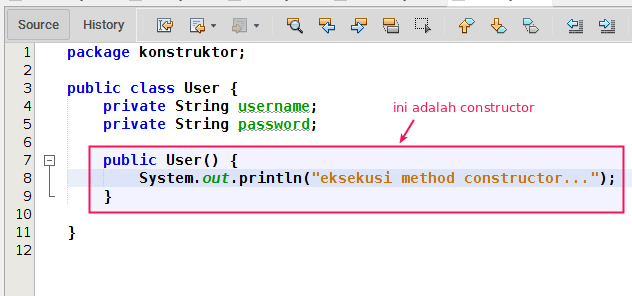 Source History
1 package konstruktor;
2
3 public class User {
4 private String username;
5 private String password;
ini adalah constructor
6
7 public User() {
8 System.out.println("eksekusi method constructor...");
9 }
10
11 }
12